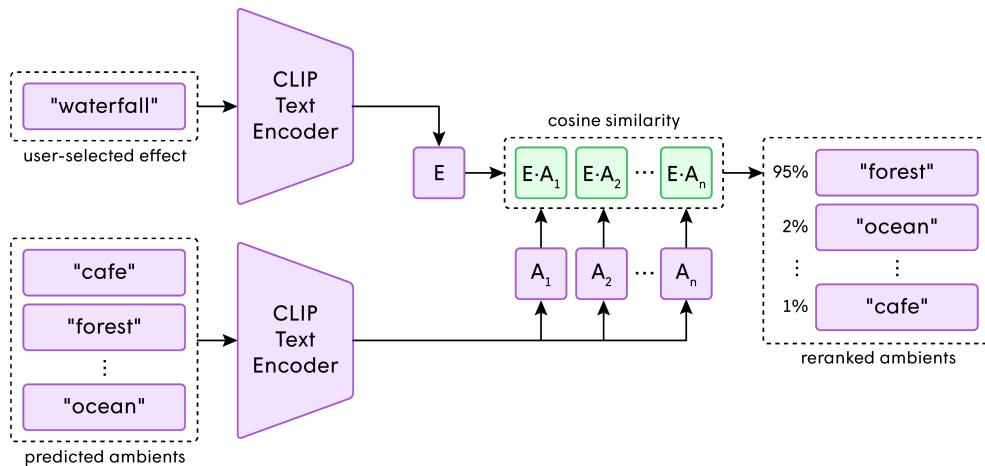 "waterfall"
user-selected effect
CLIP
Text
Encoder
E
cosine similarity
E·A1
E·A2
...
E·An
95%
"forest"
2%
"ocean"
⋮
⋮
1%
"cafe"
reranked ambients
"cafe"
"forest"
⋮
"ocean"
predicted ambients
CLIP
Text
Encoder
A1
A2
...
An